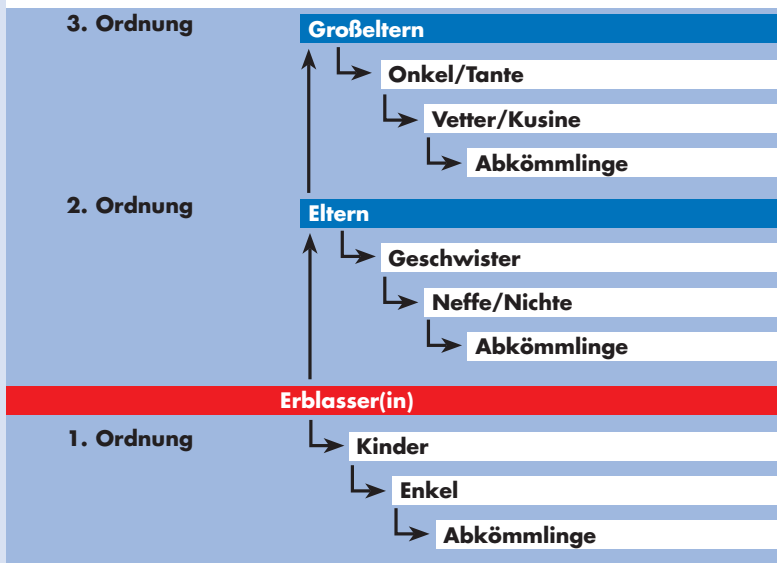 3. Ordnung
Großeltern
Onkel/Tante
Vetter/Kusine
Abkömmlinge
2. Ordnung
Eltern
Geschwister
Neffe/Nichte
Abkömmlinge
Erblasser(in)
1. Ordnung
Kinder
Enkel
Abkömmlinge